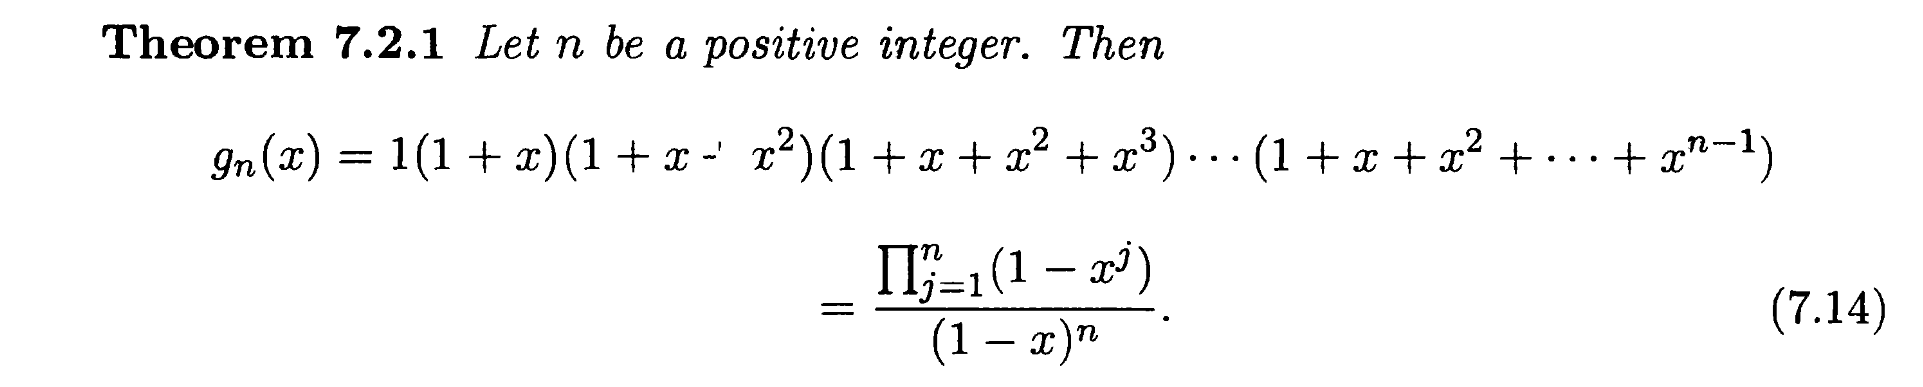 Theorem 7.2.1 Let n be a positive integer. Then
g_n(x) = 1(1 + x)(1 + x + x^2)(1 + x + x^2 + x^3) ⋯ (1 + x + x^2 + ⋯ + x^{n−1})
= \frac{∏_{j=1}^{n}(1 − x^j)}{(1 − x)^n}. (7.14)